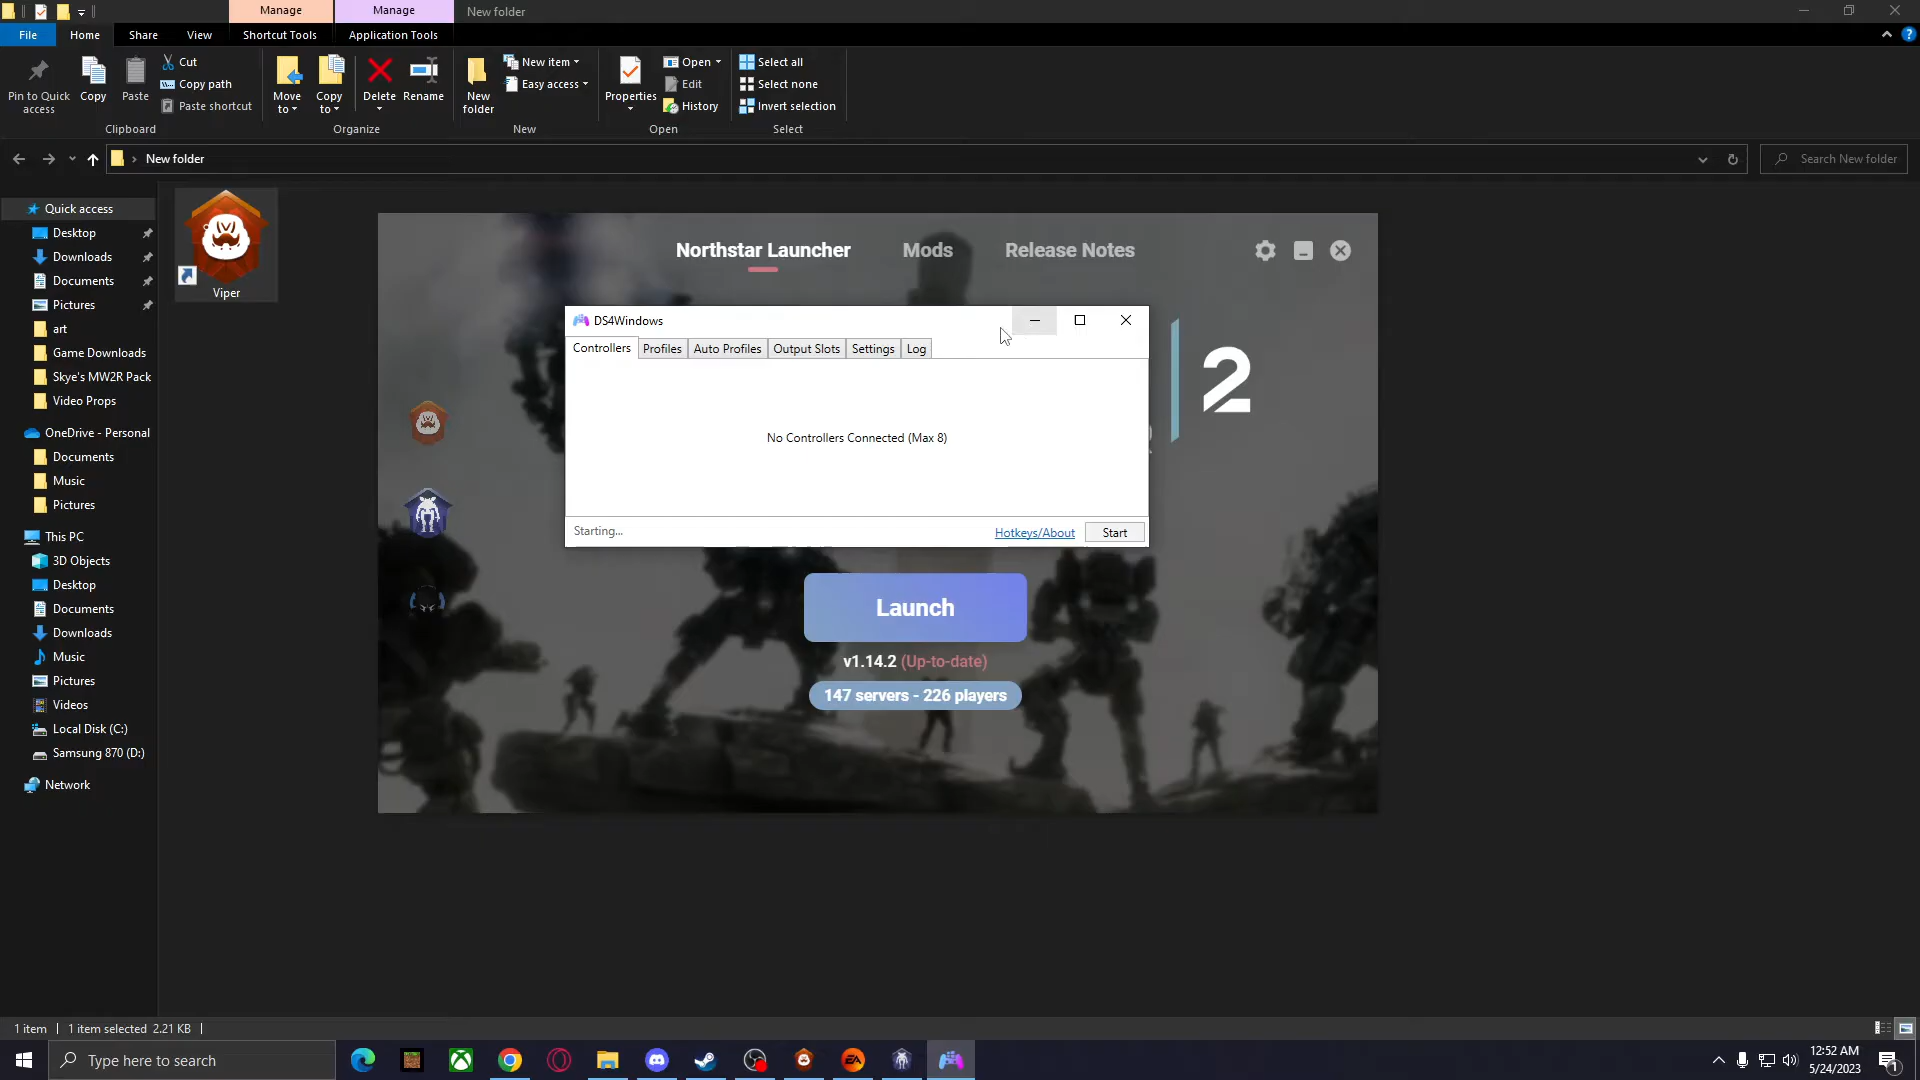 Manage
Manage
New folder
File
Home
Share
View
Shortcut Tools
Application Tools
Pin to Quick access
Copy
Paste
Cut
Copy path
Paste shortcut
Clipboard
Move to
Copy to
Delete
Rename
Organize
New folder
New item
Easy access
New
Properties
Open
Edit
History
Open
Select all
Select none
Invert selection
Select
New folder
Search New folder
Quick access
Desktop
Downloads
Documents
Pictures
art
Game Downloads
Skye's MW2R Pack
Video Props
OneDrive - Personal
Documents
Music
Pictures
This PC
3D Objects
Desktop
Documents
Downloads
Music
Pictures
Videos
Local Disk (C:)
Samsung 870 (D:)
Network
Viper
Northstar Launcher
Mods
Release Notes
2
DS4Windows
Controllers
Profiles
Auto Profiles
Output Slots
Settings
Log
No Controllers Connected (Max 8)
Starting...
Hotkeys/About
Start
Launch
v1.14.2 (Up-to-date)
147 servers - 226 players
1 item
1 item selected 2.21 KB
Type here to search
EA
12:52 AM
5/24/2023
1